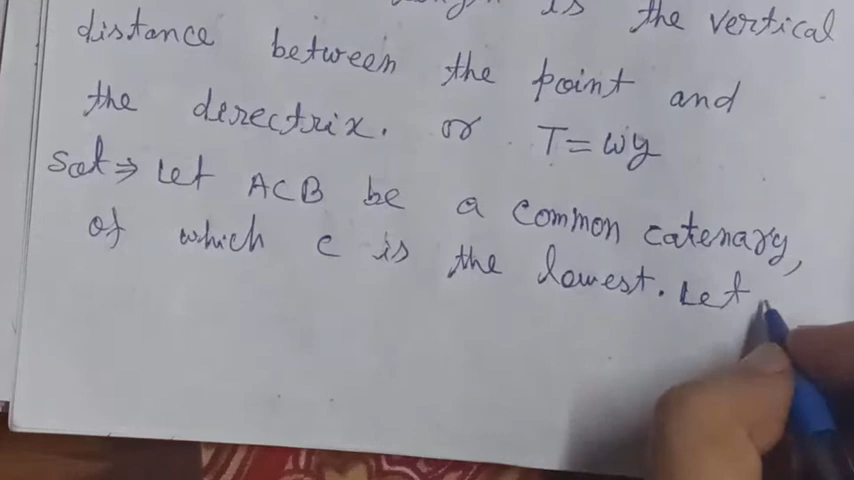 is the vertical
distance between the point and
the derectrix. or T = wy
Sol ⇒ Let ACB be a common catenary,
of which c is the lowest. Let